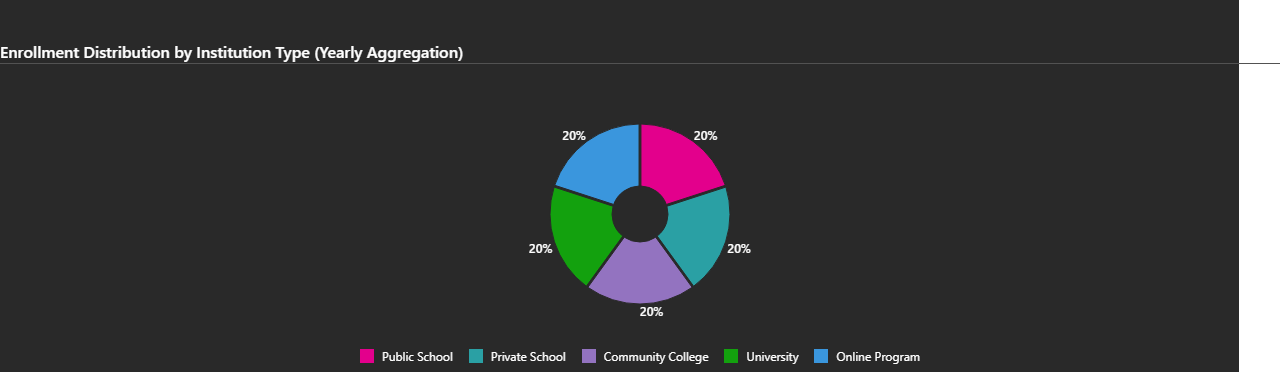 Enrollment Distribution by Institution Type (Yearly Aggregation)
20% 20%
20% 20%
20%
Public School Private School Community College University Online Program